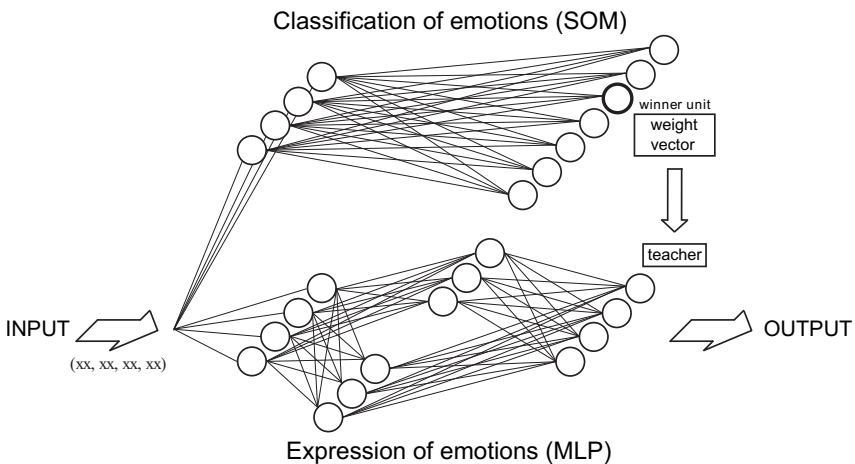 Classification of emotions (SOM)
winner unit
weight
vector
teacher
INPUT
(xx, xx, xx, xx)
OUTPUT
Expression of emotions (MLP)